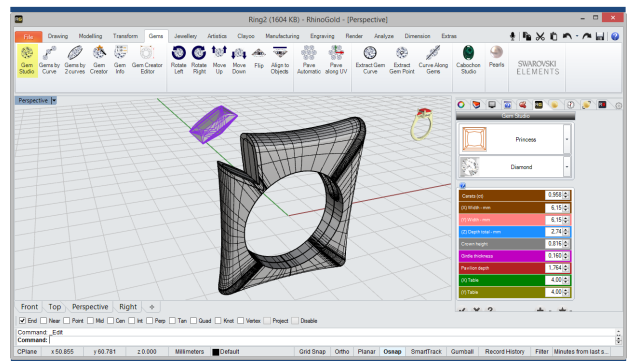 Ring2 (1604 KB) - RhinoGold - [Perspective]
File Drawing Modelling Transform Gems Jewellery Artistics Clayoo Manufacturing Engraving Render Analyze Dimension Extras
Gem Studio Gems by Curve Gems by 2 curves Gem Creator Gem Info Gem Creator Editor Rotate Left Rotate Right Move Up Move Down Flip Align to Objects Pave Automatic Pave along UV Extract Gem Curve Extract Gem Point Curve Along Gems Cabochon Studio Pearls SWAROVSKI ELEMENTS
Perspective
Gem Studio
Princess
Diamond
Carats (ct) 0.958
(X) Width - mm 6.15
(Y) Width - mm 6.15
(Z) Depth total - mm 2.74
Crown height 0.816
Girdle thickness 0.160
Pavilion depth 1.764
(X) Table 4.00
(Y) Table 4.00
Front Top Perspective Right
End Near Point Mid Cen Int Perp Tan Quad Knot Vertex Project Disable
Command: _Edit
Command:
CPlane x 50.855 y 60.781 z 0.000 Millimeters Default Grid Snap Ortho Planar Osnap SmartTrack Gumball Record History Filter Minutes from last s...